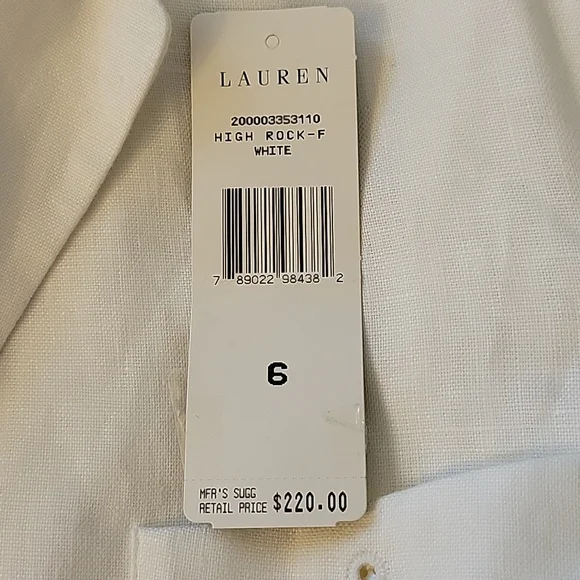 LAUREN
200003353110
HIGH ROCK-F
WHITE
7 89022 98438 2
6
MFR'S SUGG
RETAIL PRICE $220.00